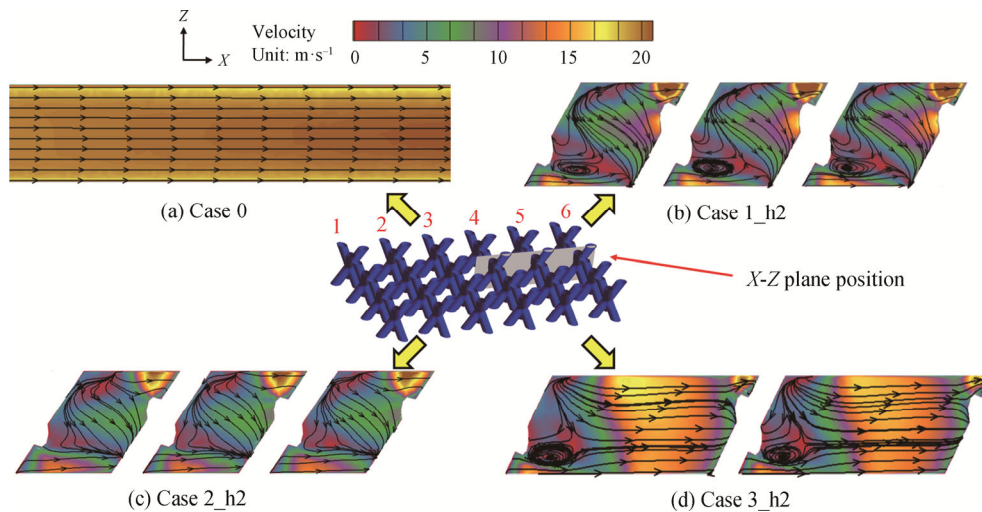 Z
X
Velocity
Unit: m·s⁻¹
0 5 10 15 20
(a) Case 0
(b) Case 1_h2
1 2 3 4 5 6
X-Z plane position
(c) Case 2_h2
(d) Case 3_h2